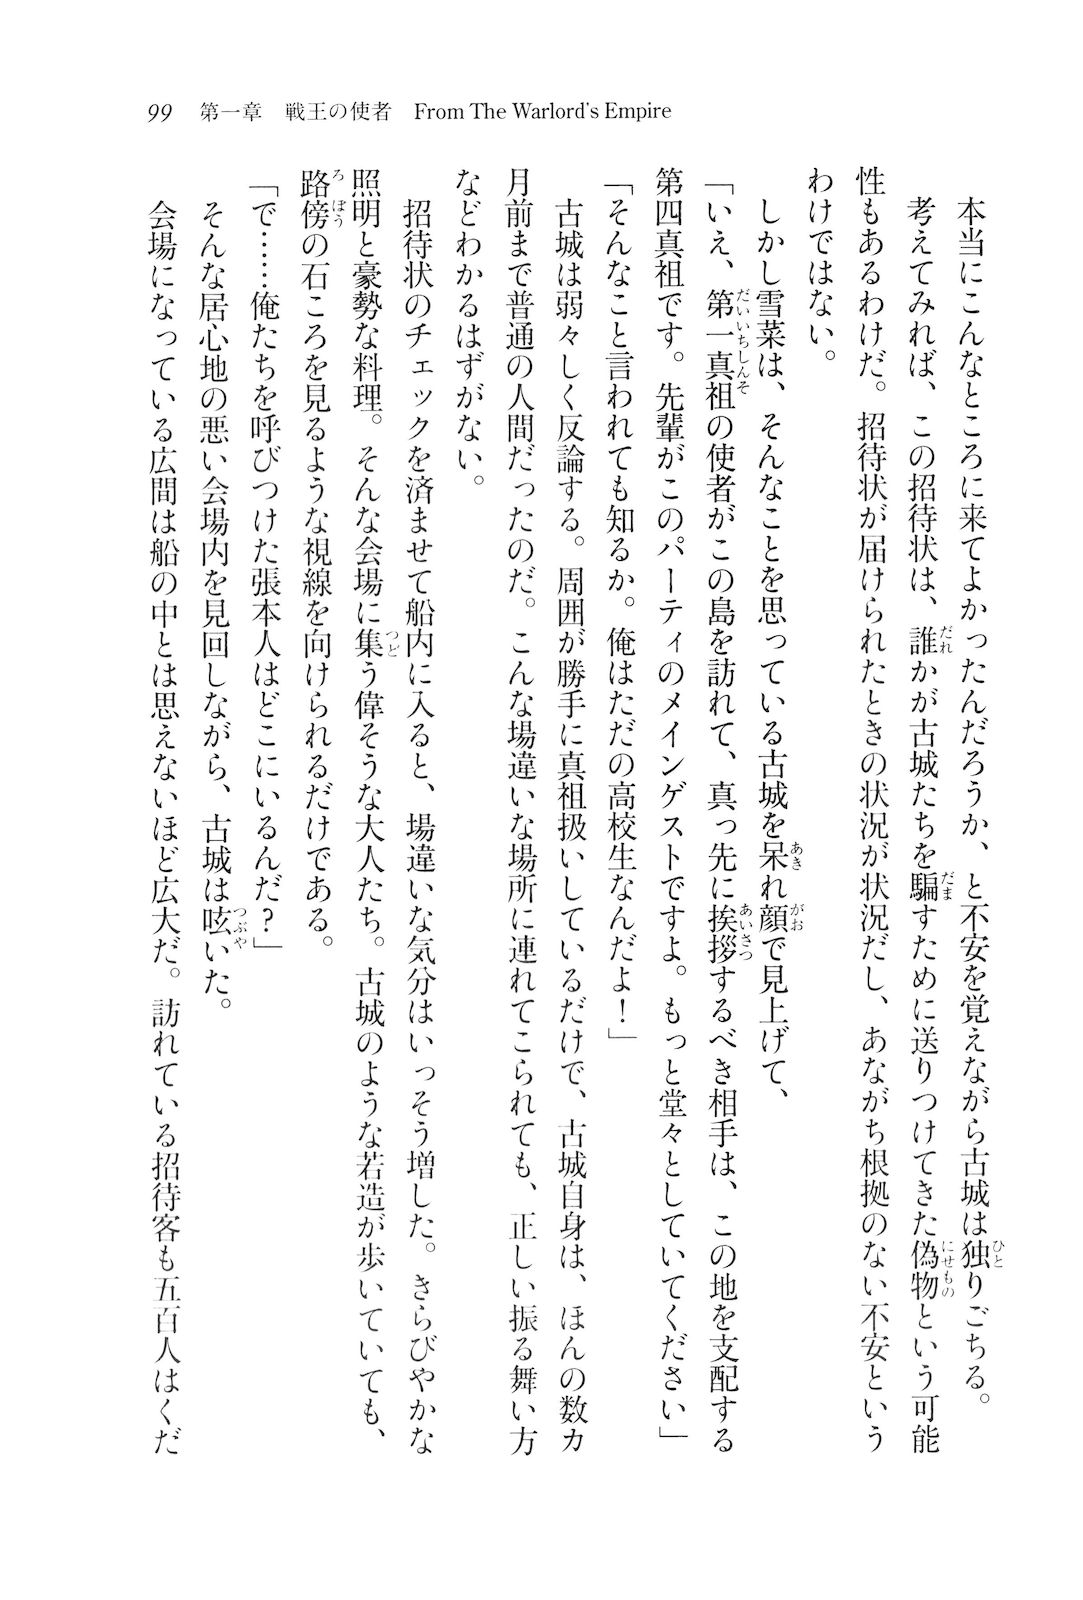 99　第一章　戦王の使者　From The Warlord's Empire
　本当にこんなところに来てよかったんだろうか、と不安を覚えながら古城は独りごちる。
　考えてみれば、この招待状は、誰かが古城たちを騙すために送りつけてきた偽物という可能
性もあるわけだ。招待状が届けられたときの状況が状況だし、あながち根拠のない不安という
わけではない。
　しかし雪菜は、そんなことを思っている古城を呆れ顔で見上げて、
「いえ、第一真祖の使者がこの島を訪れて、真っ先に挨拶するべき相手は、この地を支配する
第四真祖です。先輩がこのパーティのメインゲストですよ。もっと堂々としていてください」
「そんなこと言われても知るか。俺はただの高校生なんだよ！」
　古城は弱々しく反論する。周囲が勝手に真祖扱いしているだけで、古城自身は、ほんの数カ
月前まで普通の人間だったのだ。こんな場違いな場所に連れてこられても、正しい振る舞い方
などわかるはずがない。
　招待状のチェックを済ませて船内に入ると、場違いな気分はいっそう増した。きらびやかな
照明と豪勢な料理。そんな会場に集う偉そうな大人たち。古城のような若造が歩いていても、
路傍の石ころを見るような視線を向けられるだけである。
「で……俺たちを呼びつけた張本人はどこにいるんだ？」
　そんな居心地の悪い会場内を見回しながら、古城は呟いた。
　会場になっている広間は船の中とは思えないほど広大だ。訪れている招待客も五百人はくだ